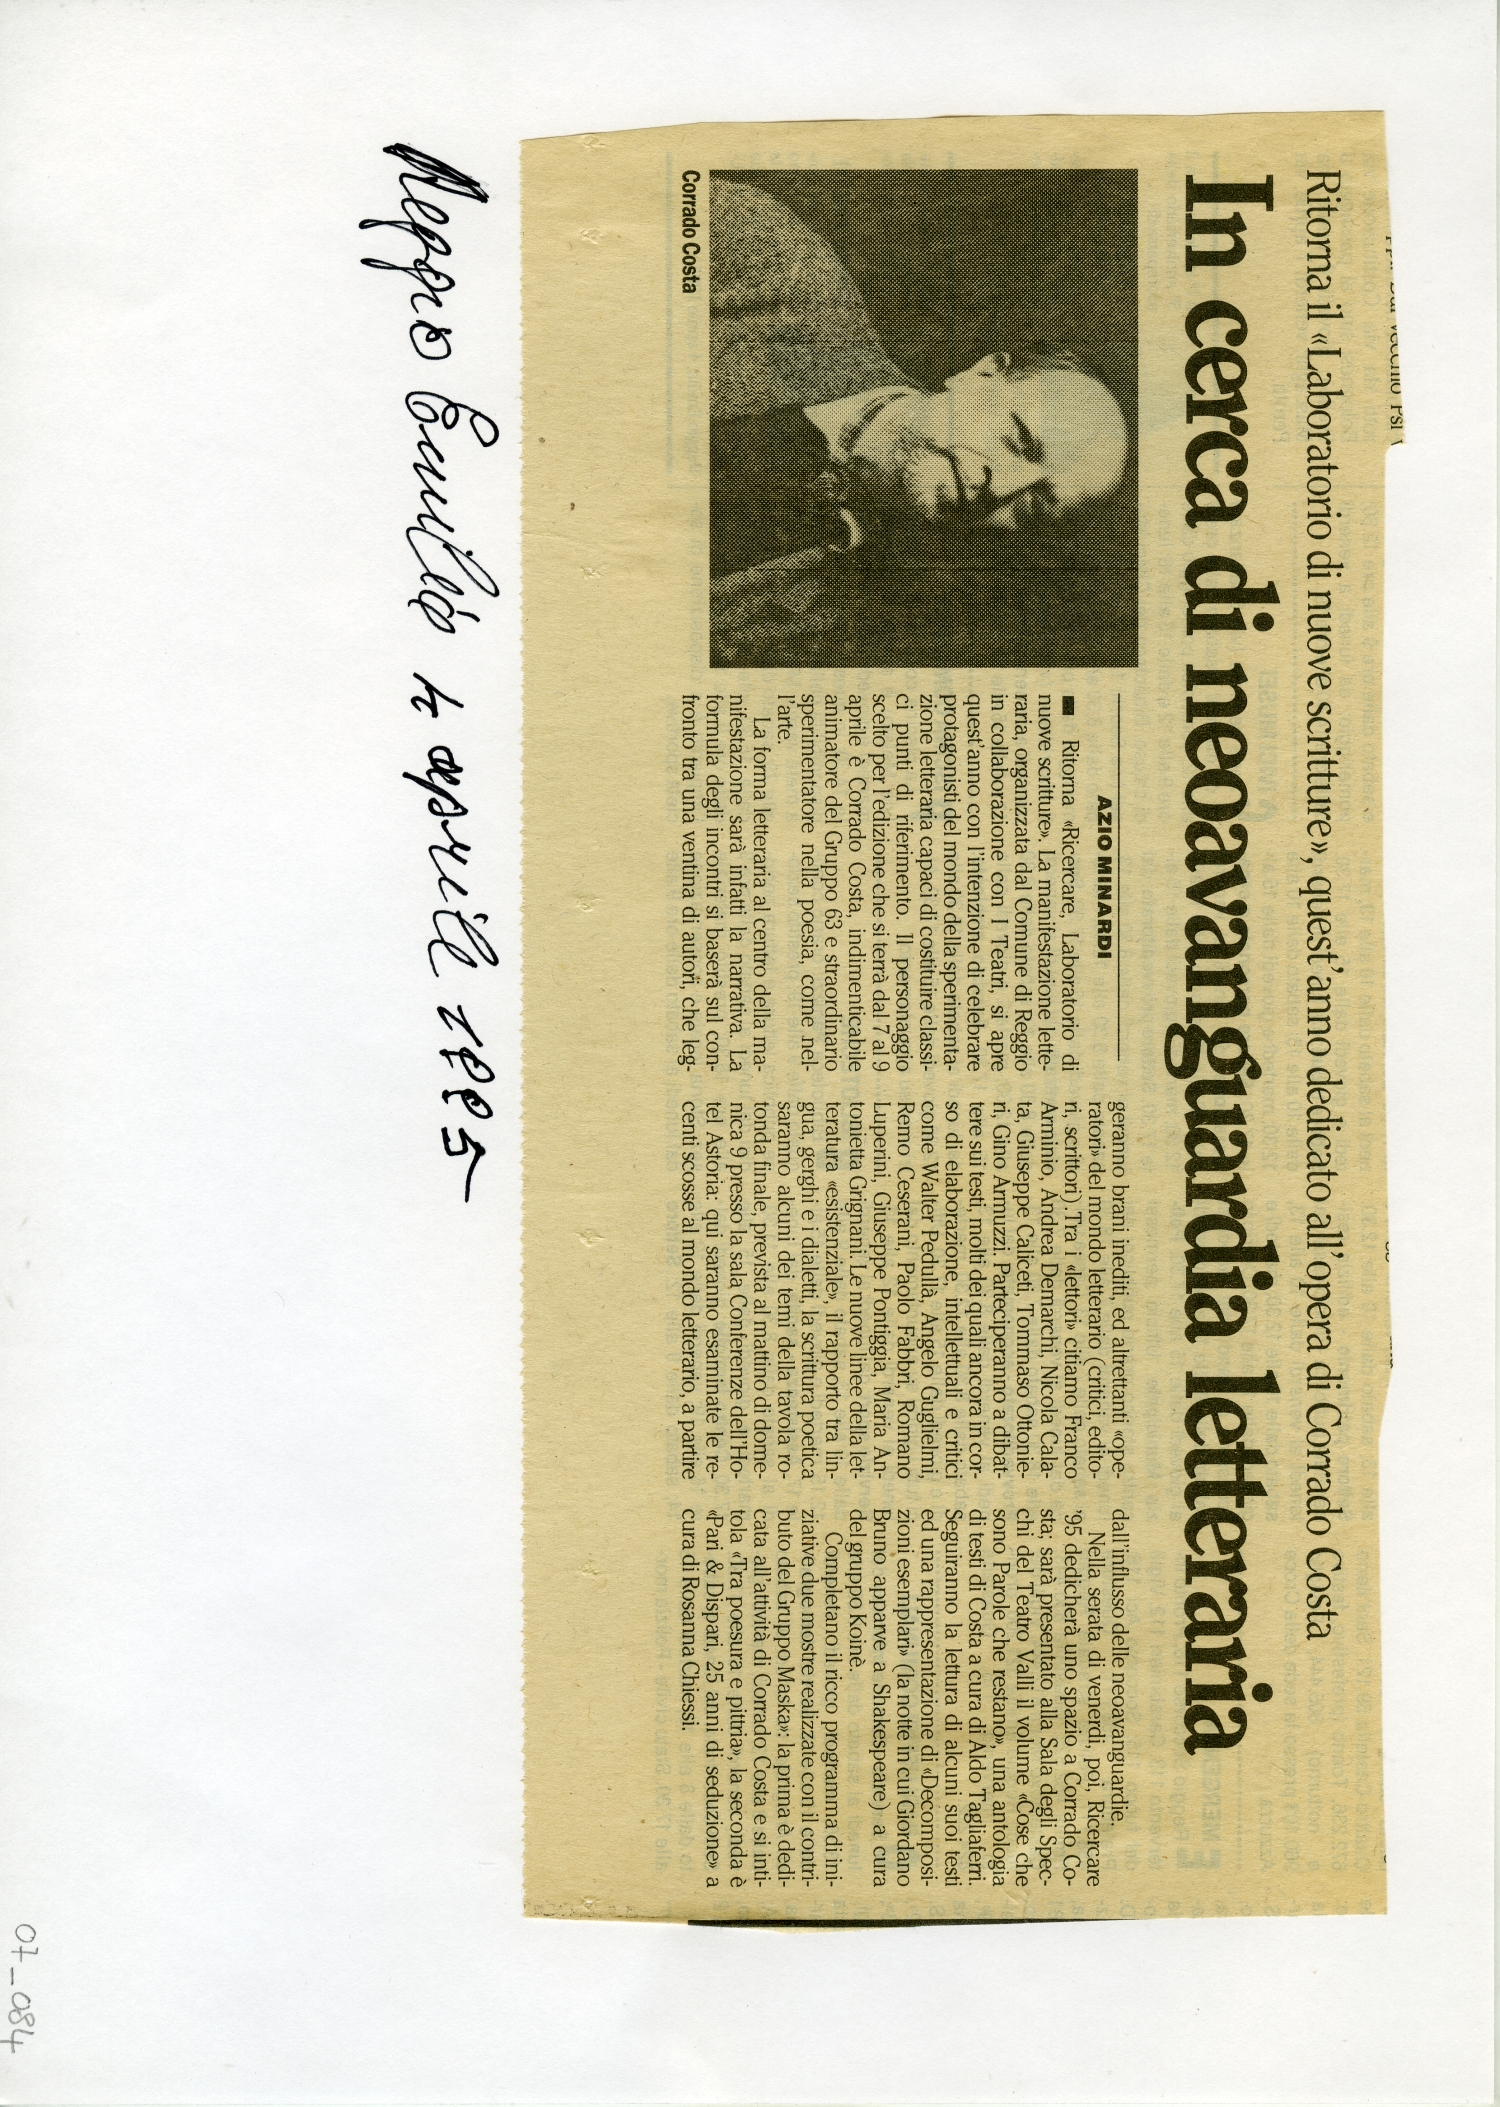 Ritorna il «Laboratorio di nuove scritture», quest'anno dedicato all'opera di Corrado Costa
In cerca di neoavanguardia letteraria
Corrado Costa
AZIO MINARDI
■ Ritorna «Ricercare, Laboratorio di
nuove scritture». La manifestazione lette-
raria, organizzata dal Comune di Reggio
in collaborazione con I Teatri, si apre
quest'anno con l'intenzione di celebrare
protagonisti del mondo della sperimenta-
zione letteraria capaci di costituire classi-
ci punti di riferimento. Il personaggio
scelto per l'edizione che si terrà dal 7 al 9
aprile è Corrado Costa, indimenticabile
animatore del Gruppo 63 e straordinario
sperimentatore nella poesia, come nel-
l'arte.
La forma letteraria al centro della ma-
nifestazione sarà infatti la narrativa. La
formula degli incontri si baserà sul con-
fronto tra una ventina di autori, che leg-
geranno brani inediti, ed altrettanti «ope-
ratori» del mondo letterario (critici, edito-
ri, scrittori).Tra i «lettori» citiamo Franco
Arminio, Andrea Demarchi, Nicola Cala-
ta, Giuseppe Caliceti, Tommaso Ottonie-
ri, Gino Armuzzi. Parteciperanno a dibat-
tere sui testi, molti dei quali ancora in cor-
so di elaborazione, intellettuali e critici
come Walter Pedullà, Angelo Guglielmi,
Remo Ceserani, Paolo Fabbri, Romano
Luperini, Giuseppe Pontiggia, Maria An-
tonietta Grignani. Le nuove linee della let-
teratura «esistenziale», il rapporto tra lin-
gua, gerghi e i dialetti, la scrittura poetica
saranno alcuni dei temi della tavola ro-
tonda finale, prevista al mattino di dome-
nica 9 presso la sala Conferenze dell'Ho-
tel Astoria: qui saranno esaminate le re-
centi scosse al mondo letterario, a partire
dall'influsso delle neoavanguardie.
Nella serata di venerdì, poi, Ricercare
'95 dedicherà uno spazio a Corrado Co-
sta; sarà presentato alla Sala degli Spec-
chi del Teatro Valli il volume «Cose che
sono Parole che restano», una antologia
di testi di Costa a cura di Aldo Tagliaferri.
Seguiranno la lettura di alcuni suoi testi
ed una rappresentazione di «Decomposi-
zioni esemplari» (la notte in cui Giordano
Bruno apparve a Shakespeare) a cura
del gruppo Koinè.
Completano il ricco programma di ini-
ziative due mostre realizzate con il contri-
buto del Gruppo Maska»: la prima è dedi-
cata all'attività di Corrado Costa e si inti-
tola «Tra poesura e pittria», la seconda è
«Pari & Dispari, 25 anni di seduzione» a
cura di Rosanna Chiessi.
Reggio Emilia 4 aprile 1995
07_084